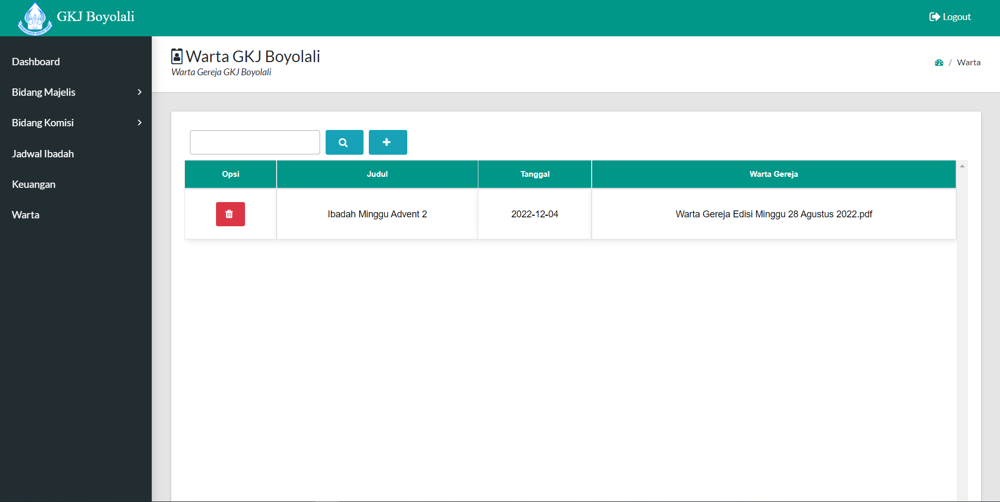 GKJ Boyolali
Logout
Dashboard
Bidang Majelis
Bidang Komisi
Jadwal Ibadah
Keuangan
Warta
Warta GKJ Boyolali
Warta Gereja GKJ Boyolali
/ Warta
Opsi Judul Tanggal Warta Gereja
Ibadah Minggu Advent 2 2022-12-04 Warta Gereja Edisi Minggu 28 Agustus 2022.pdf